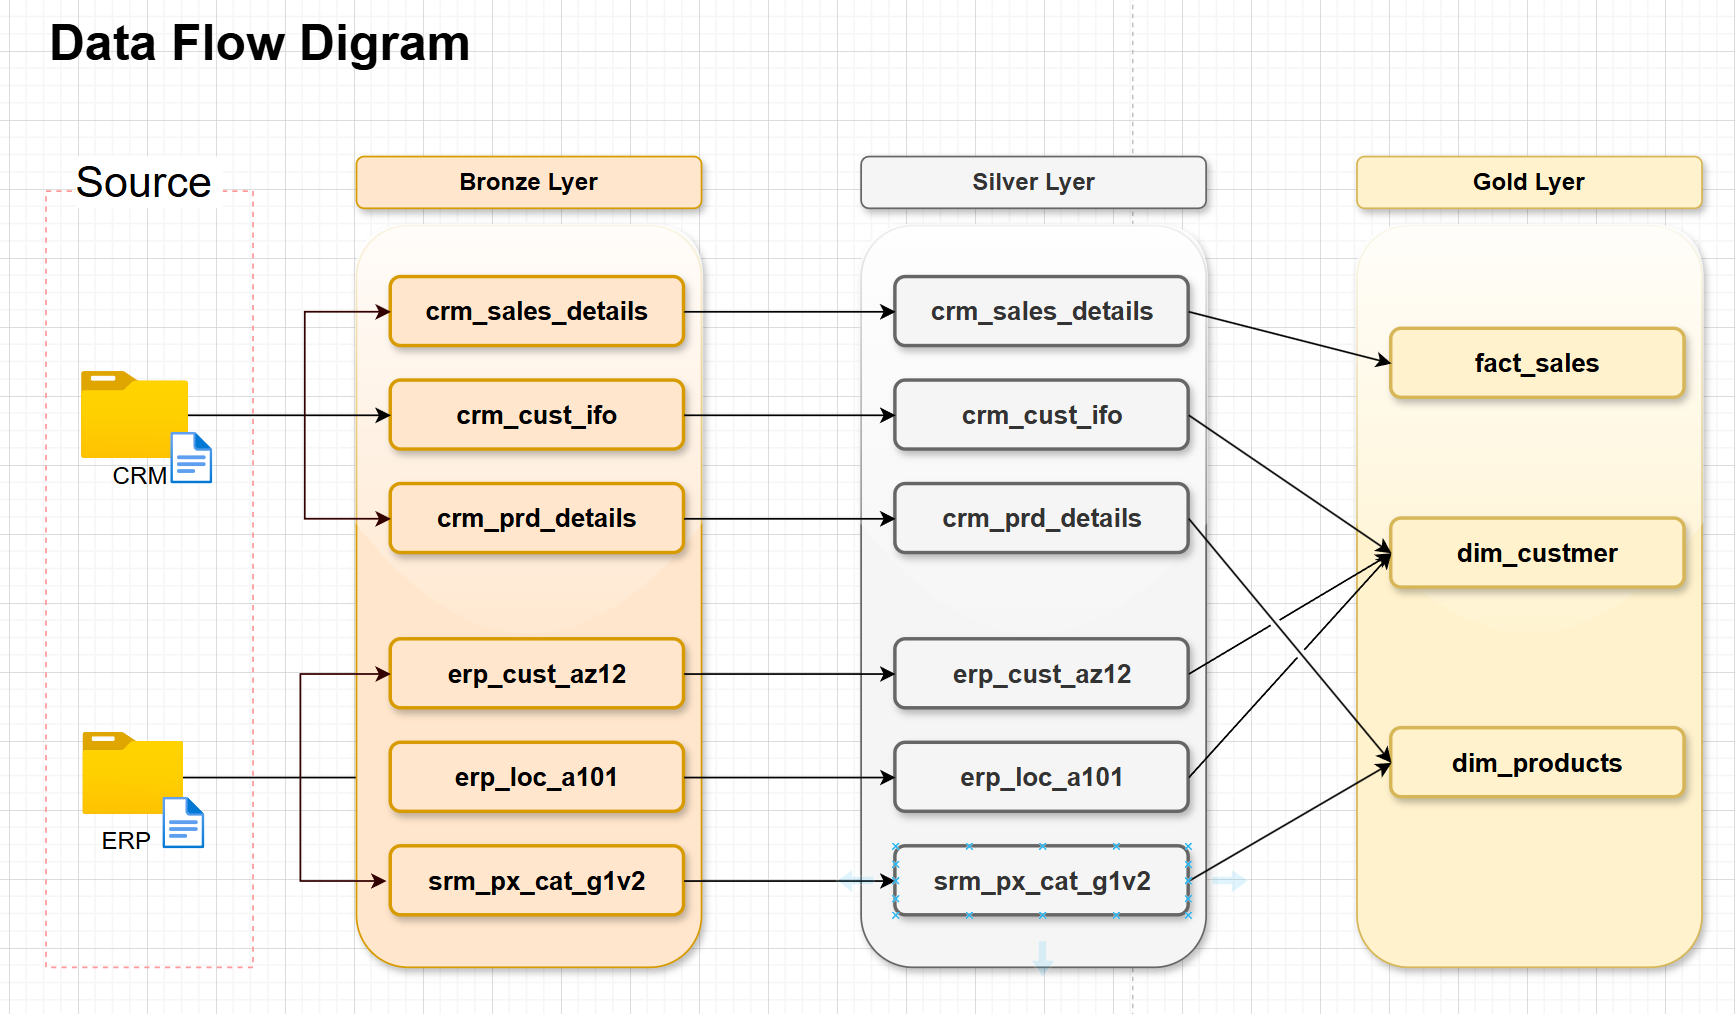 Data Flow Digram
Source
Bronze Lyer
Silver Lyer
Gold Lyer
CRM
ERP
crm_sales_details
crm_cust_ifo
crm_prd_details
erp_cust_az12
erp_loc_a101
srm_px_cat_g1v2
crm_sales_details
crm_cust_ifo
crm_prd_details
erp_cust_az12
erp_loc_a101
srm_px_cat_g1v2
fact_sales
dim_custmer
dim_products